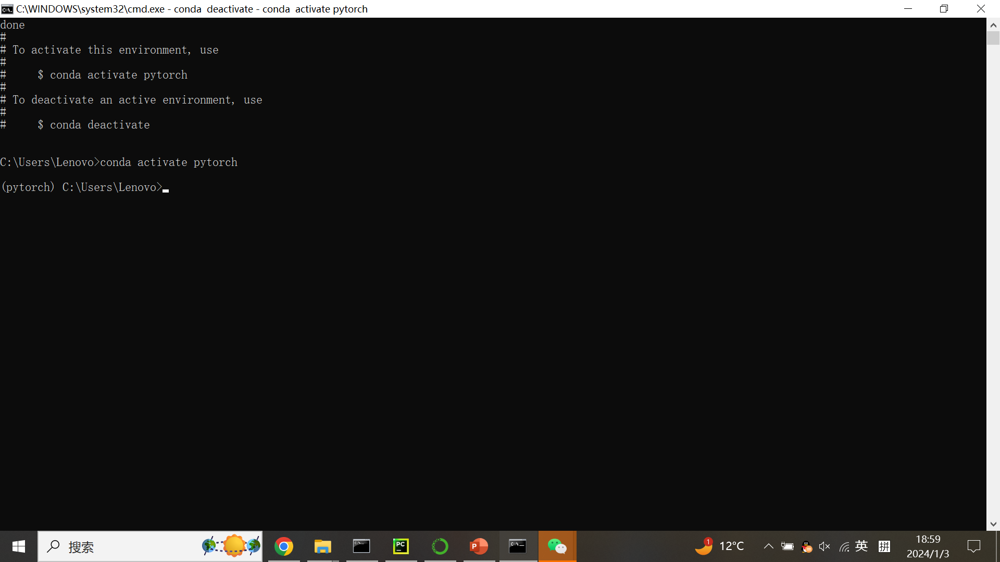 C:\WINDOWS\system32\cmd.exe - conda  deactivate - conda  activate pytorch
done
#
# To activate this environment, use
#
#     $ conda activate pytorch
#
# To deactivate an active environment, use
#
#     $ conda deactivate
C:\Users\Lenovo>conda activate pytorch
(pytorch) C:\Users\Lenovo>
搜索
PC
P
1
12°C
英
拼
18:59
2024/1/3